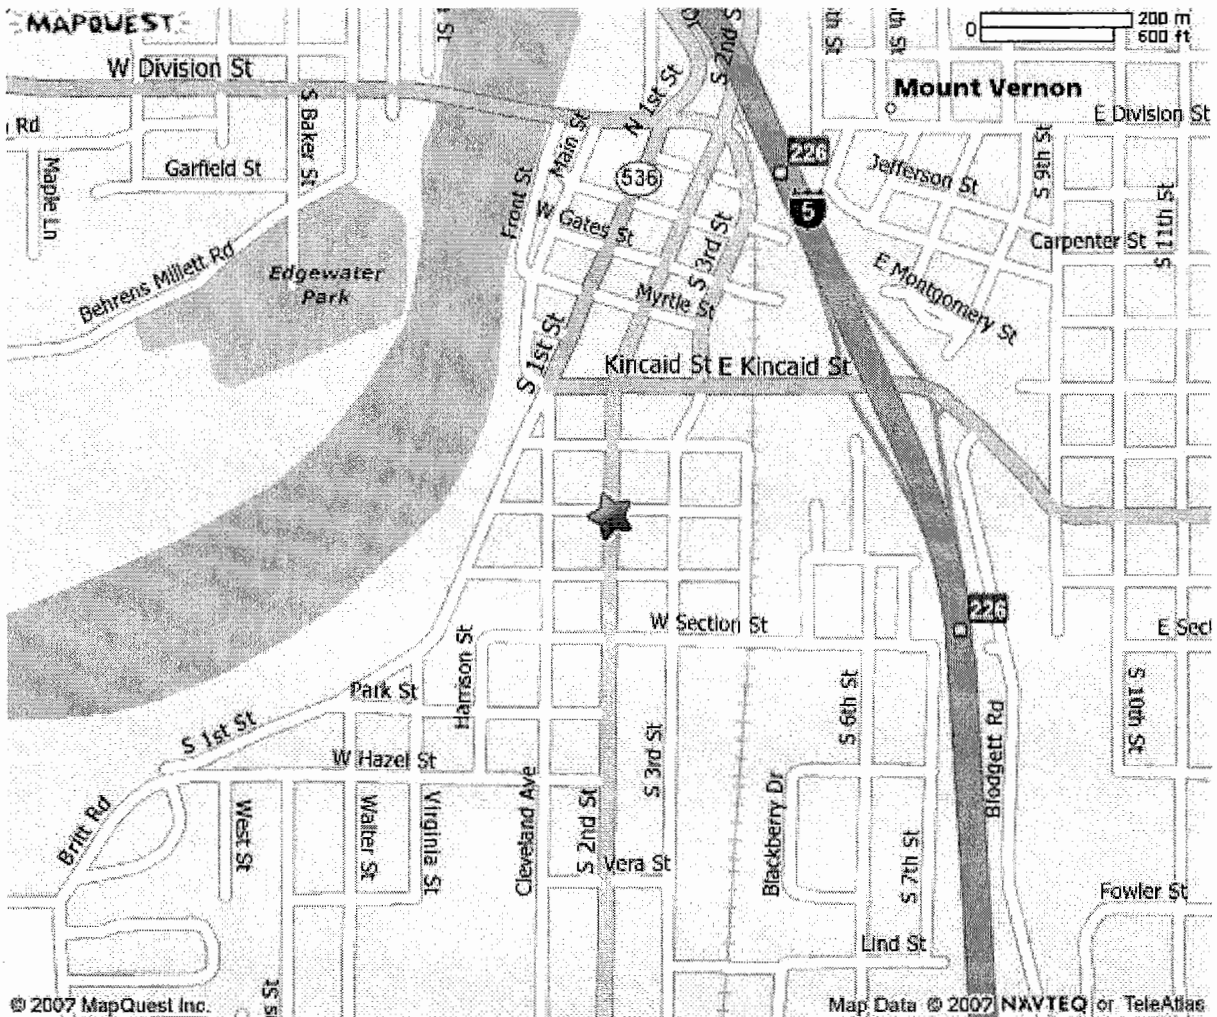 MAPQUEST
0
200 m
600 ft
W Division St
St
N 1st St
S 2nd S
S
Mount Vernon
E Division St
Rd
Maple Ln
Garfield St
S Baker St
Main St
Front St
536
226
5
Jefferson St
S 9th St
S 11th St
Carpenter St
W Gates St
S 3rd St
E Montgomery St
Behrens Millett Rd
Edgewater
Park
Myrtle St
S 1st St
Kincaid St
E Kincaid St
W Section St
226
E Sect
Harrison St
Park St
S 1st St
W Hazel St
S 3rd St
S 6th St
S 10th St
Blodgett Rd
Britt Rd
West St
Walter St
Virginia St
Cleveland Ave
S 2nd St
Vera St
Blackberry Dr
S 7th St
Fowler St
Lind St
© 2007 MapQuest Inc.
Map Data © 2007 NAVTEQ or TeleAtlas